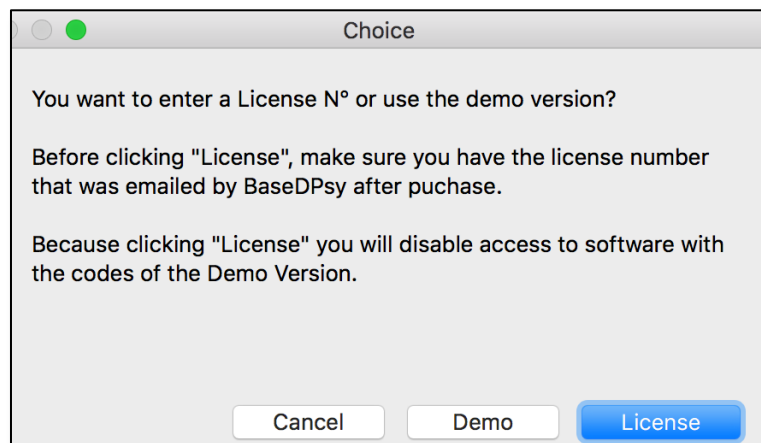 Choice
You want to enter a License N° or use the demo version?
Before clicking "License", make sure you have the license number
that was emailed by BaseDPsy after puchase.
Because clicking "License" you will disable access to software with
the codes of the Demo Version.
Cancel Demo License